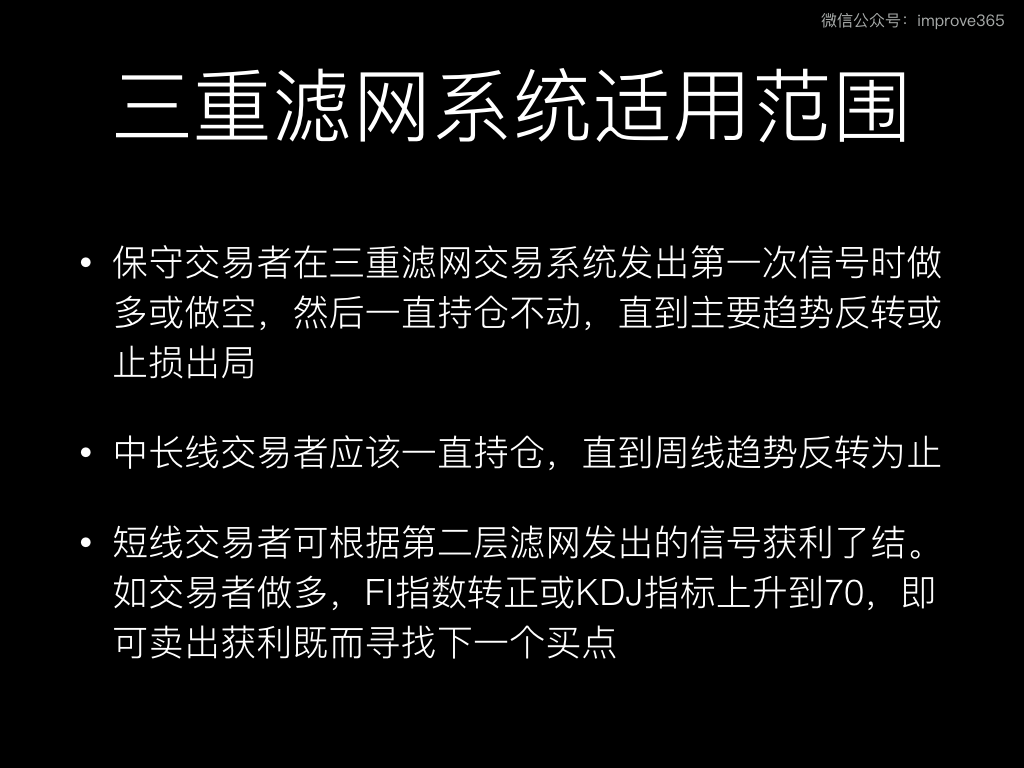 微信公众号：improve365
三重滤网系统适用范围
• 保守交易者在三重滤网交易系统发出第一次信号时做
多或做空，然后一直持仓不动，直到主要趋势反转或
止损出局
• 中长线交易者应该一直持仓，直到周线趋势反转为止
• 短线交易者可根据第二层滤网发出的信号获利了结。
如交易者做多，FI指数转正或KDJ指标上升到70，即
可卖出获利既而寻找下一个买点